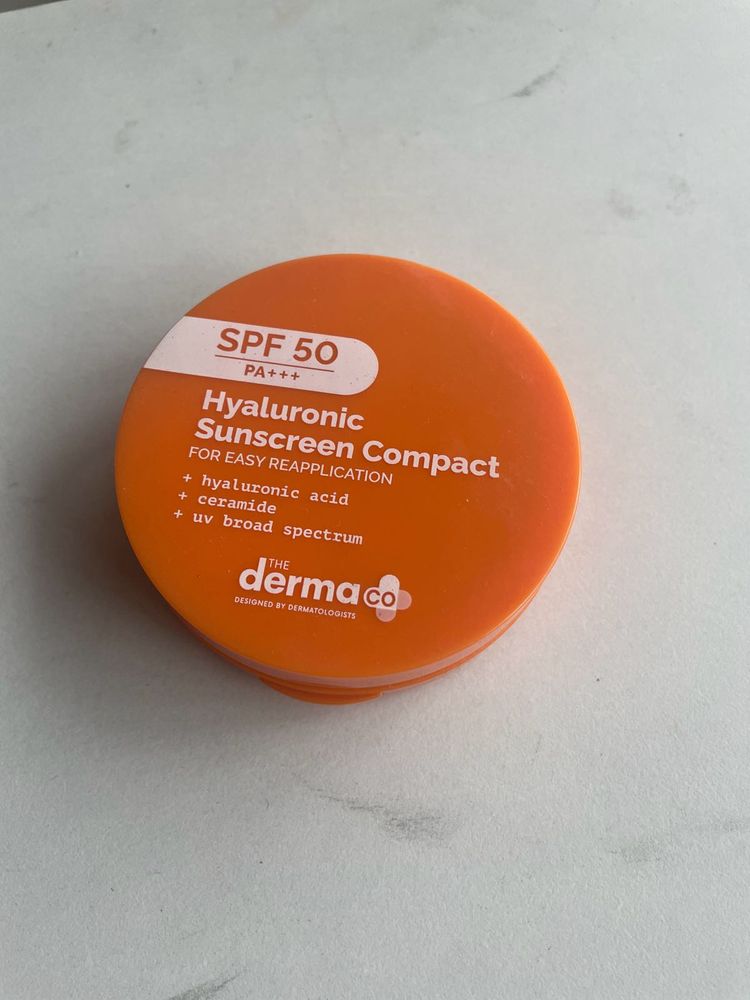 SPF 50
PA+++
Hyaluronic
Sunscreen Compact
FOR EASY REAPPLICATION
+ hyaluronic acid
+ ceramide
+ uv broad spectrum
THE
derma co
DESIGNED BY DERMATOLOGISTS